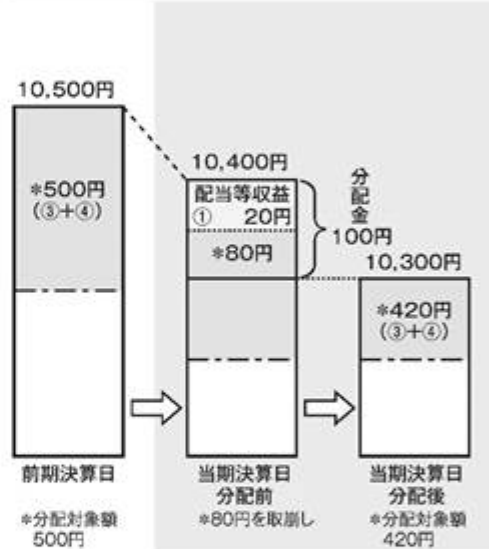 10,500円
*500円
(③+④)
10,400円
配当等収益
① 20円
*80円
分配金
100円
10,300円
*420円
(③+④)
前期決算日
*分配対象額
500円
当期決算日
分配前
*80円を取崩し
当期決算日
分配後
*分配対象額
420円